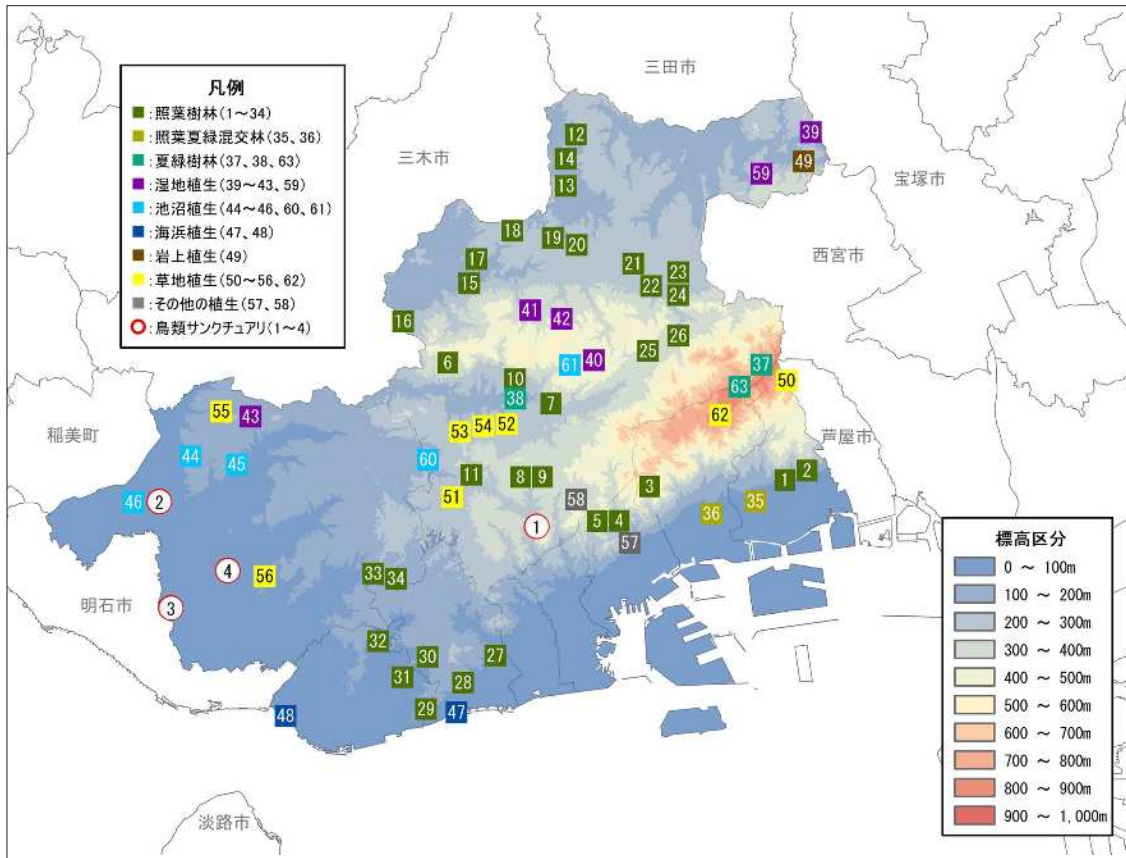 三田市
三木市
宝塚市
西宮市
芦屋市
稲美町
明石市
淡路市
凡例
:照葉樹林(1～34)
:照葉夏緑混交林(35、36)
:夏緑樹林(37、38、63)
:湿地植生(39～43、59)
:池沼植生(44～46、60、61)
:海浜植生(47、48)
:岩上植生(49)
:草地植生(50～56、62)
:その他の植生(57、58)
:鳥類サンクチュアリ(1～4)
12
39
14
49
59
13
18
19
20
17
21
23
15
22
24
41
42
16
26
25
6
61
40
37
10
63
50
38
7
55
43
62
53
54
52
44
45
60
11
8
9
1
2
51
3
46
2
58
35
36
1
5
4
57
4
56
33
34
3
32
30
27
31
28
29
47
48
標高区分
0 ～ 100m
100 ～ 200m
200 ～ 300m
300 ～ 400m
400 ～ 500m
500 ～ 600m
600 ～ 700m
700 ～ 800m
800 ～ 900m
900 ～ 1,000m